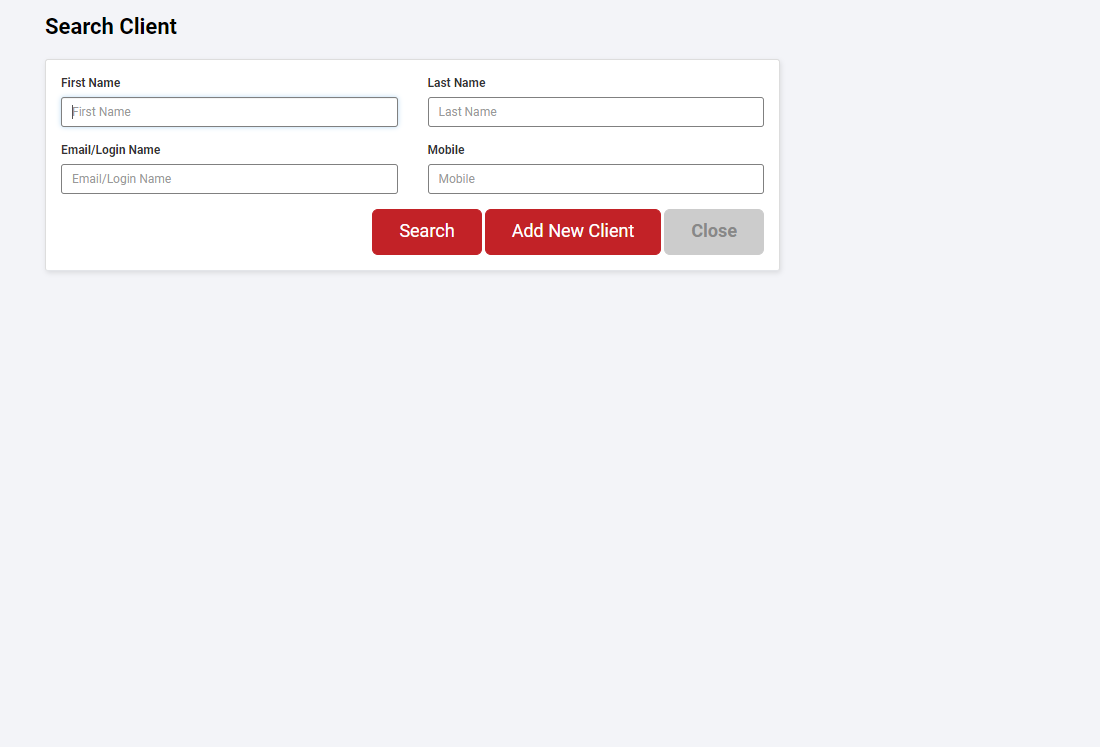 Search Client
First Name
Last Name
First Name
Last Name
Email/Login Name
Mobile
Email/Login Name
Mobile
Search
Add New Client
Close